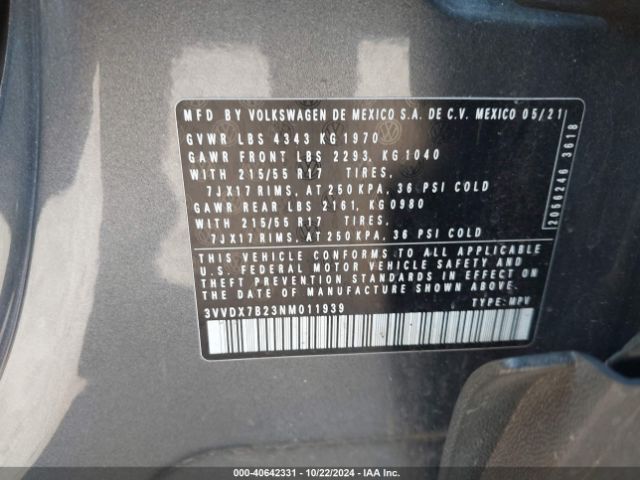 MFD BY VOLKSWAGEN DE MEXICO S.A. DE C.V. MEXICO 05/21
GVWR LBS 4343 KG 1970
GAWR FRONT LBS 2293, KG 1040
WITH 215/55 R17 TIRES,
7JX17 RIMS, AT 250 KPA, 36 PSI COLD
GAWR REAR LBS 2161, KG0980
WITH 215/55 R17 TIRES,
7JX17 RIMS, AT 250 KPA, 36 PSI COLD
THIS VEHICLE CONFORMS TO ALL APPLICABLE
U.S. FEDERAL MOTOR VEHICLE SAFETY AND
THEFT PREVENTION STANDARDS IN EFFECT ON
THE DATE OF MANUFACTURE SHOWN ABOVE.
3VVDX7B23NM011939 TYPE: MPV
2056246 3618
000-40642331 - 10/22/2024 - IAA Inc.